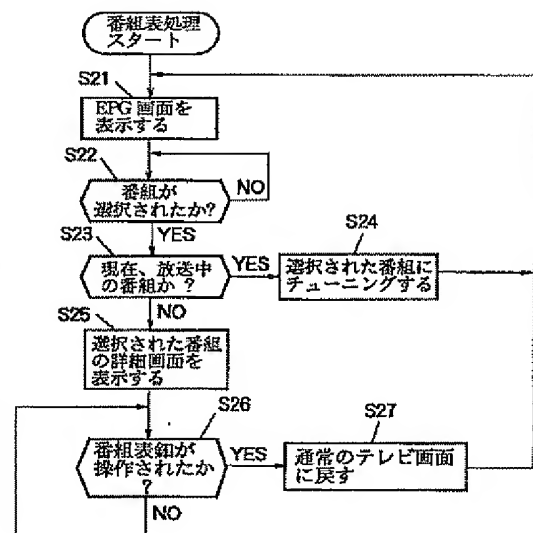 番組表処理
スタート
S21
EPG 画面を
表示する
S22
番組が
選択されたか?
NO
YES
S23
現在、放送中
の番組か ?
YES
S24
選択された番組に
チューニングする
NO
S25
選択された番組
の詳細画面を
表示する
S26
番組表釦が
操作されたか
?
YES
S27
通常のテレビ画面
に戻す
NO